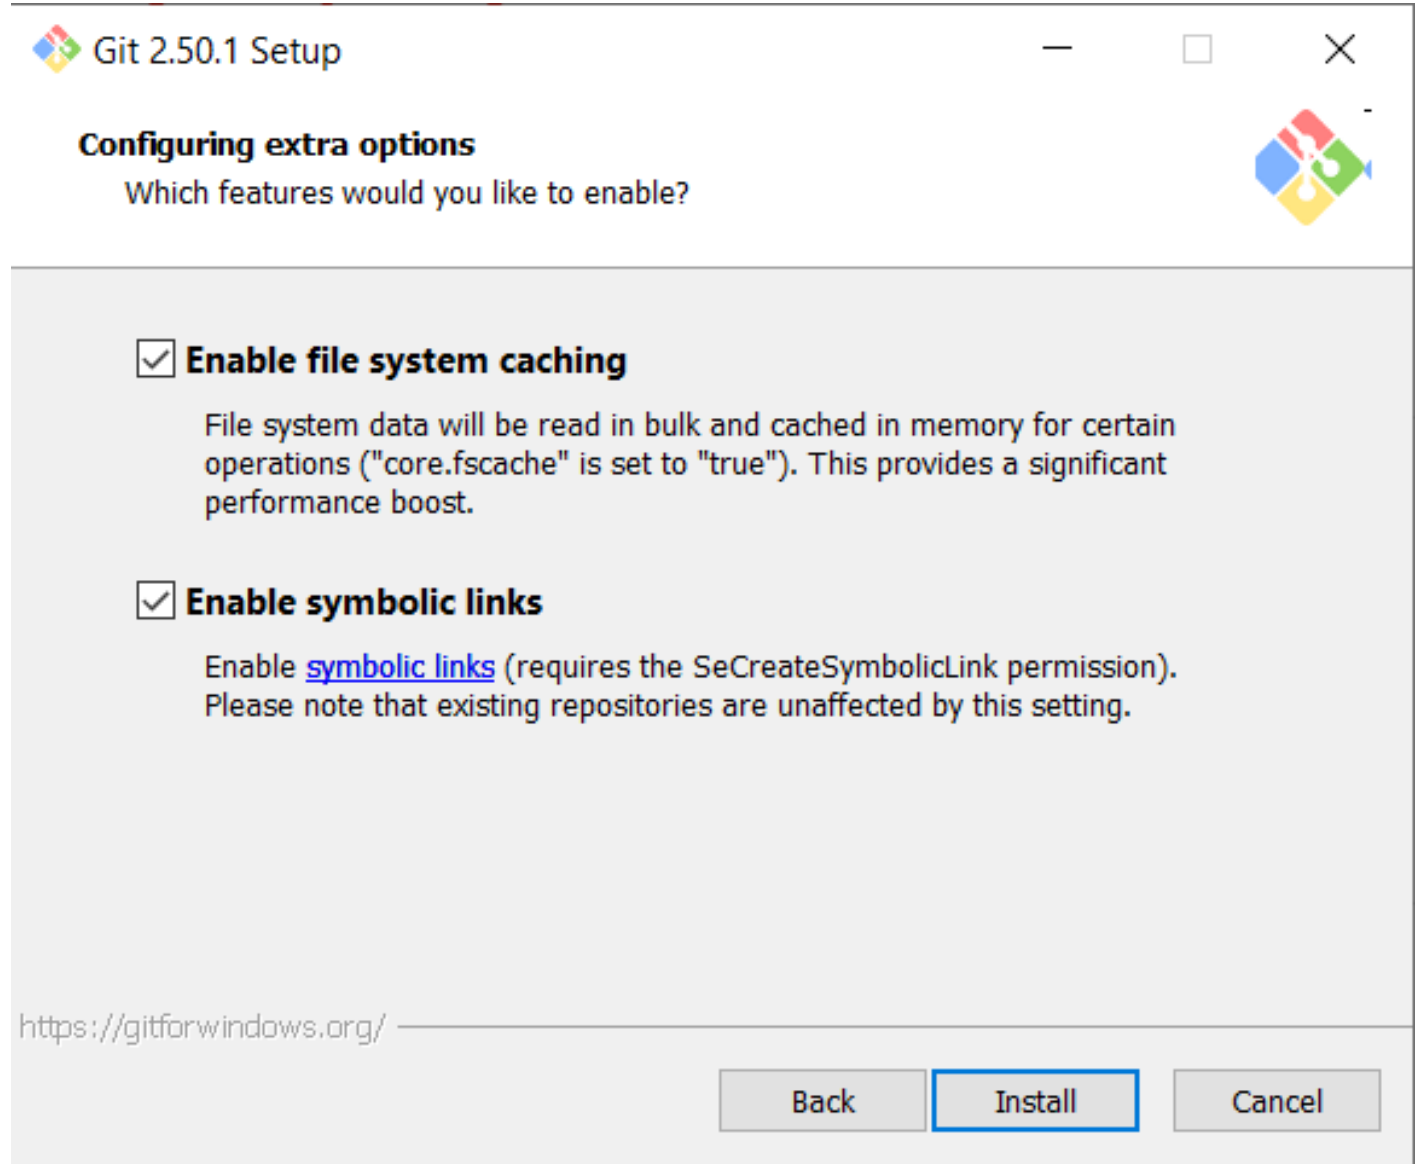 Git 2.50.1 Setup
Configuring extra options
Which features would you like to enable?
Enable file system caching
File system data will be read in bulk and cached in memory for certain
operations ("core.fscache" is set to "true"). This provides a significant
performance boost.
Enable symbolic links
Enable symbolic links (requires the SeCreateSymbolicLink permission).
Please note that existing repositories are unaffected by this setting.
https://gitforwindows.org/
Back Install Cancel